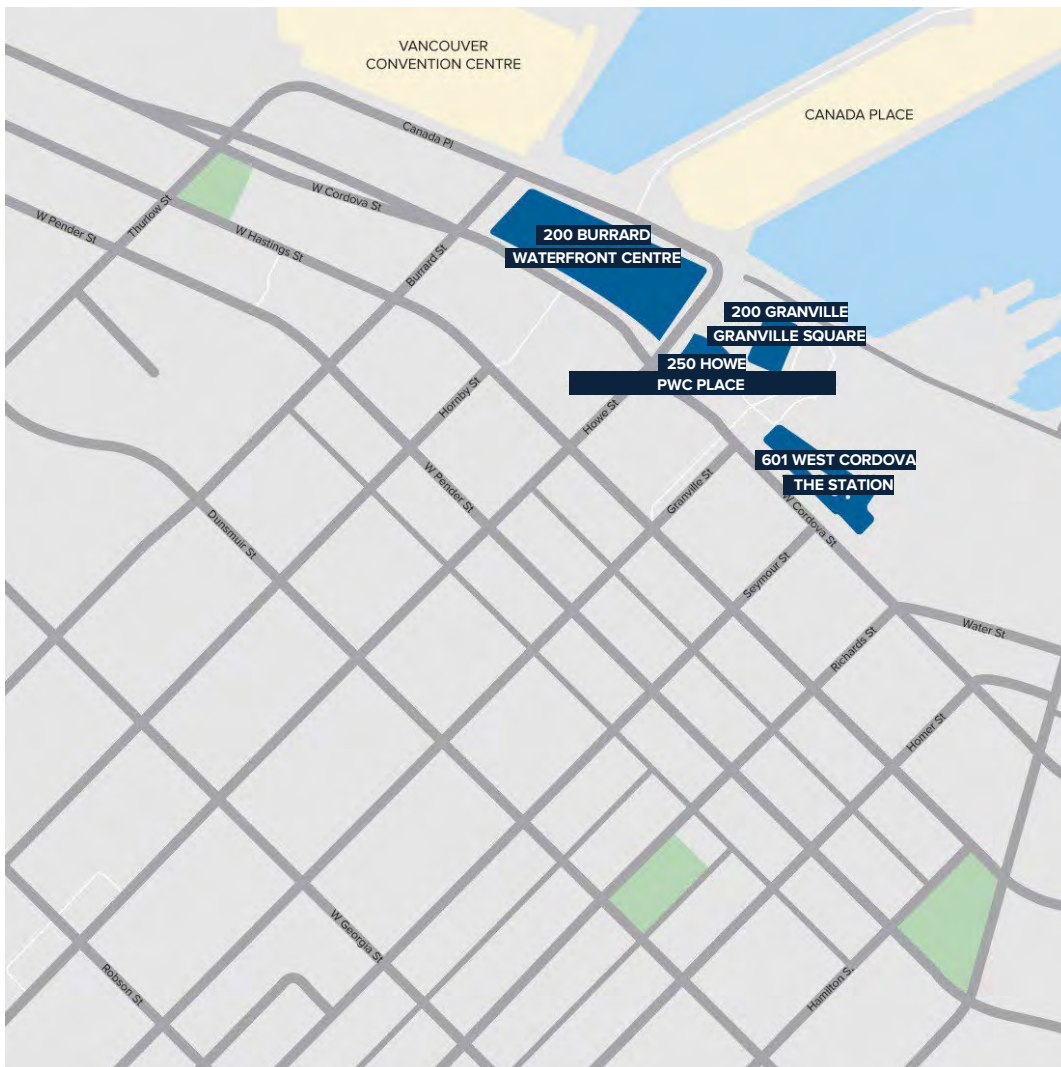 VANCOUVER
CONVENTION CENTRE
CANADA PLACE
Canada Pl
W Cordova St
Thurlow St
W Hastings St
W Pender St
Burrard St
200 BURRARD
WATERFRONT CENTRE
200 GRANVILLE
GRANVILLE SQUARE
250 HOWE
PWC PLACE
Hornby St
Howe St
601 WEST CORDOVA
THE STATION
W Pender St
Granville St
W Cordova St
Dunsmuir St
Seymour St
Water St
Richards St
Homer St
W Georgia St
Robson St
Hamilton S.